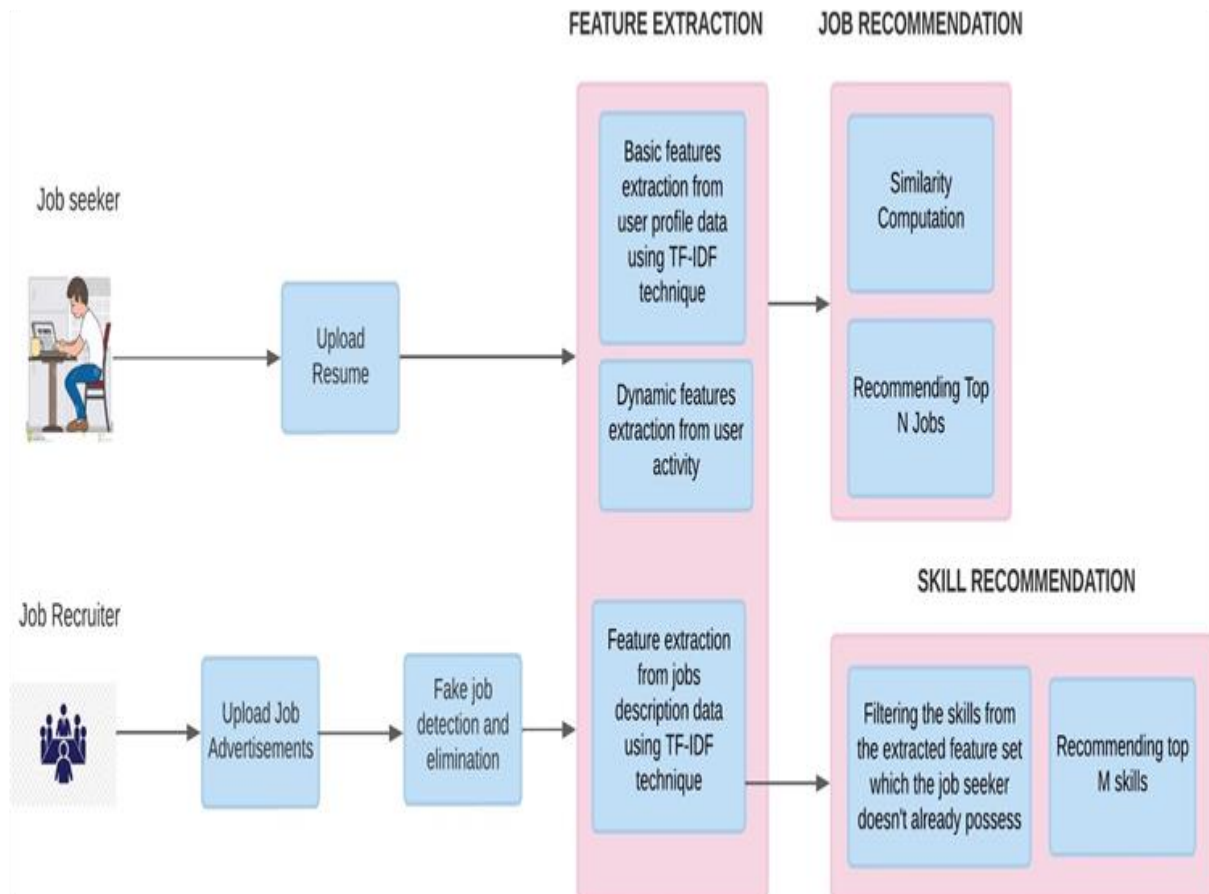 FEATURE EXTRACTION
JOB RECOMMENDATION
Job seeker
Upload
Resume
Basic features
extraction from
user profile data
using TF-IDF
technique
Dynamic features
extraction from user
activity
Similarity
Computation
Recommending Top
N Jobs
SKILL RECOMMENDATION
Job Recruiter
Upload Job
Advertisements
Fake job
detection and
elimination
Feature extraction
from jobs
description data
using TF-IDF
technique
Filtering the skills from
the extracted feature set
which the job seeker
doesn't already possess
Recommending top
M skills